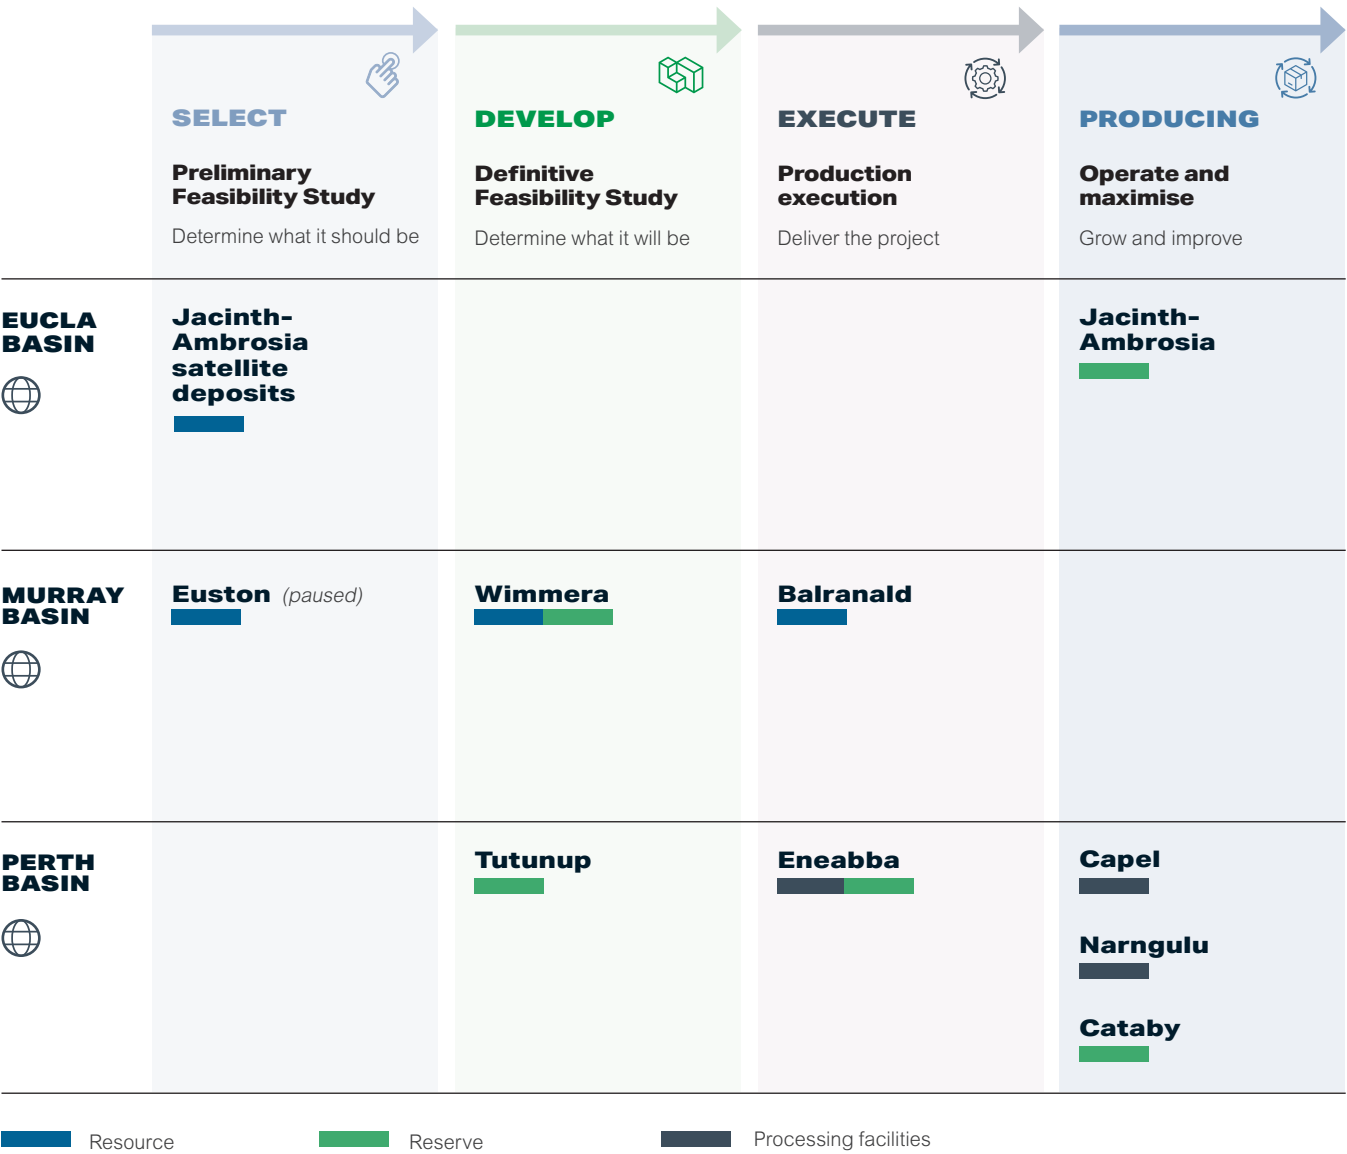 SELECT
Preliminary
Feasibility Study
Determine what it should be
DEVELOP
Definitive
Feasibility Study
Determine what it will be
EXECUTE
Production
execution
Deliver the project
PRODUCING
Operate and
maximise
Grow and improve
EUCLA
BASIN
Jacinth-
Ambrosia
satellite
deposits
Jacinth-
Ambrosia
MURRAY
BASIN
Euston (paused)
Wimmera
Balranald
PERTH
BASIN
Tutunup
Eneabba
Capel
Narngulu
Cataby
Resource
Reserve
Processing facilities